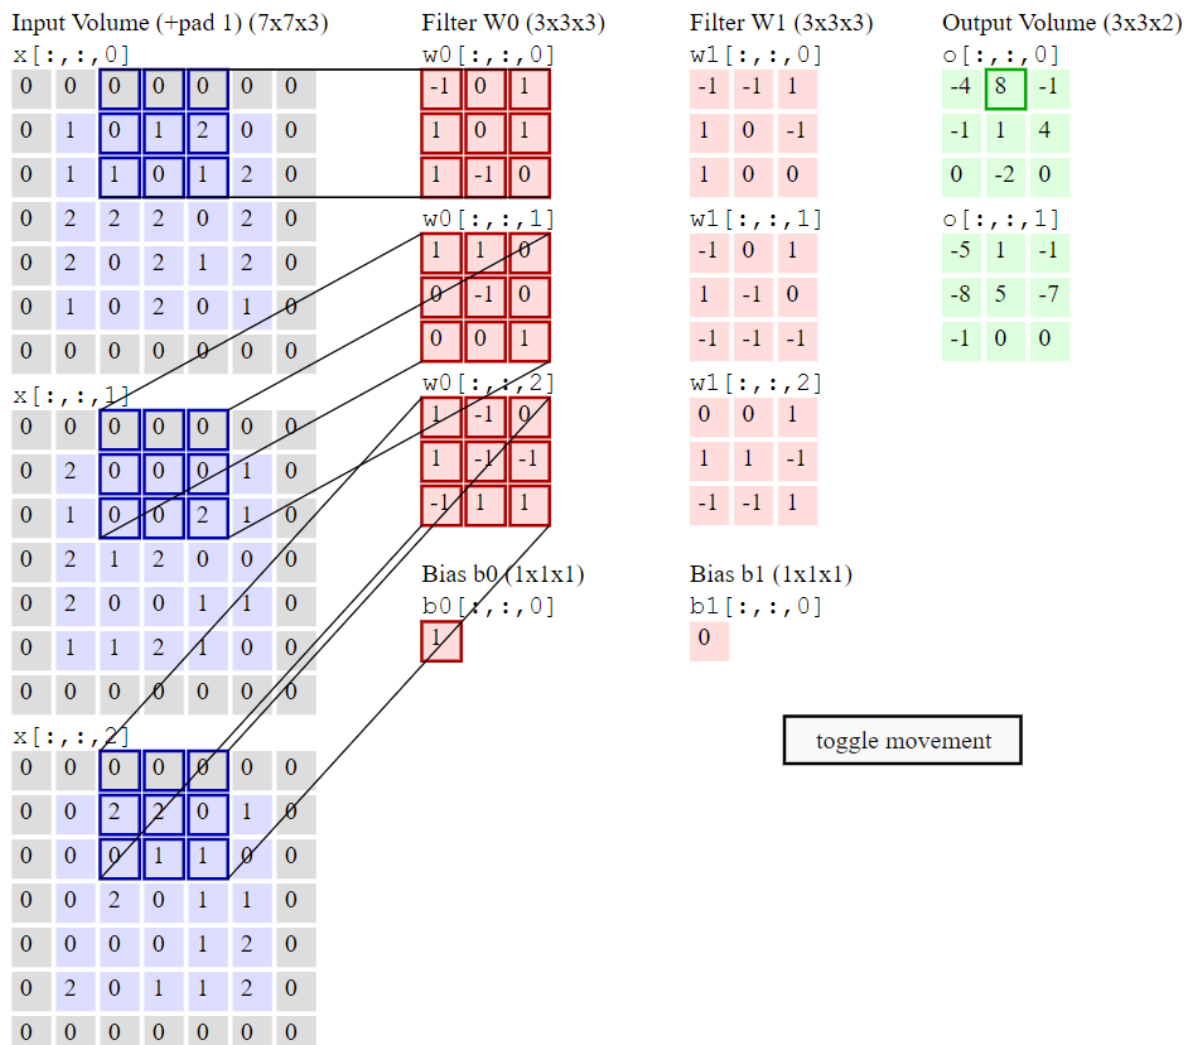 Input Volume (+pad 1) (7x7x3)
x[:,:,0]
0 0 0 0 0 0 0
0 1 0 1 2 0 0
0 1 1 0 1 2 0
0 2 2 2 0 2 0
0 2 0 2 1 2 0
0 1 0 2 0 1 0
0 0 0 0 0 0 0
x[:,:,1]
0 0 0 0 0 0 0
0 2 0 0 0 1 0
0 1 0 0 2 1 0
0 2 1 2 0 0 0
0 2 0 0 1 1 0
0 1 1 2 1 0 0
0 0 0 0 0 0 0
x[:,:,2]
0 0 0 0 0 0 0
0 0 2 2 0 1 0
0 0 0 1 1 0 0
0 0 2 0 1 1 0
0 0 0 0 1 2 0
0 2 0 1 1 2 0
0 0 0 0 0 0 0
Filter W0 (3x3x3)
w0[:,:,0]
-1 0 1
1 0 1
1 -1 0
w0[:,:,1]
1 1 0
0 -1 0
0 0 1
w0[:,:,2]
1 -1 0
1 -1 -1
-1 1 1
Bias b0 (1x1x1)
b0[:,:,0]
1
Filter W1 (3x3x3)
w1[:,:,0]
-1 -1 1
1 0 -1
1 0 0
w1[:,:,1]
-1 0 1
1 -1 0
-1 -1 -1
w1[:,:,2]
0 0 1
1 1 -1
-1 -1 1
Bias b1 (1x1x1)
b1[:,:,0]
0
Output Volume (3x3x2)
o[:,:,0]
-4 8 -1
-1 1 4
0 -2 0
o[:,:,1]
-5 1 -1
-8 5 -7
-1 0 0
toggle movement